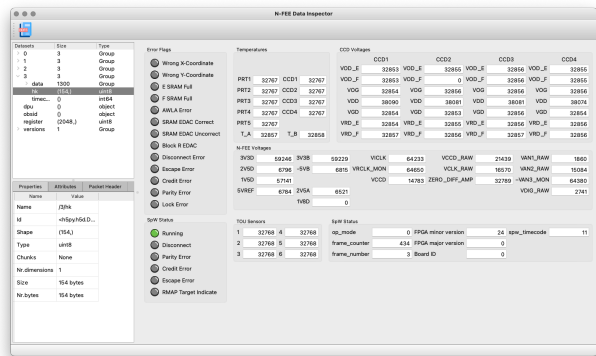 N-FEE Data Inspector
Datasets Size Type
0 3 Group
1 3 Group
2 3 Group
3 3 Group
data 1300 Group
hk (154,) uint8
timec... () int64
dpu () object
obsid () object
register (2048,) uint8
versions 1 Group
Properties Attributes Packet Header
Name Value
Name /3/hk
Id <h5py.h5d.D...
Shape (154,)
Type uint8
Chunks None
Nr.dimensions 1
Size 154 bytes
Nr.bytes 154 bytes
Error Flags
Wrong X-Coordinate
Wrong Y-Coordinate
E SRAM Full
F SRAM Full
AWLA Error
SRAM EDAC Correct
SRAM EDAC Uncorrect
Block R EDAC
Disconnect Error
Escape Error
Credit Error
Parity Error
Lock Error
SpW Status
Running
Disconnect
Parity Error
Credit Error
Escape Error
RMAP Target Indicate
Temperatures
PRT1 32767 CCD1 32767
PRT2 32767 CCD2 32767
PRT3 32767 CCD3 32767
PRT4 32767 CCD4 32767
PRT5 32767
T_A 32857 T_B 32858
CCD Voltages
CCD1 CCD2 CCD3 CCD4
VOD_E 32853 VOD_E 32855 VOD_E 32853 VOD_E 32855
VOD_F 32853 VOD_F 0 VOD_F 32856 VOD_F 32855
VOG 32856 VOG 32854 VOG 32856 VOG 32855
VDD 38090 VDD 38081 VDD 38081 VDD 38074
VGD 32854 VGD 32853 VGD 32854 VGD 32853
VRD_E 32856 VRD_E 32855 VRD_E 32855 VRD_E 32856
VRD_F 32857 VRD_F 32856 VRD_F 32857 VRD_F 32856
N-FEE Voltages
3V3D 59246 3V3B 59229 VICLK 64233 VCCD_RAW 21439 VAN1_RAW 1860
2V5D 6796 -5VB 6815 VRCLK_MON 64650 VCLK_RAW 16570 VAN2_RAW 15084
1V5D 57141 VCCD 14783 ZERO_DIFF_AMP 32789 -VAN3_MON 64380
5VREF 6784 2V5A 6521 VDIG_RAW 2741
1V8D 0
TOU Sensors
1 32768 4 32768
2 32768 5 32768
3 32768 6 32768
SpW Status
op_mode 0 FPGA minor version 24 spw_timecode 11
frame_counter 434 FPGA major version 0
frame_number 3 Board ID 0